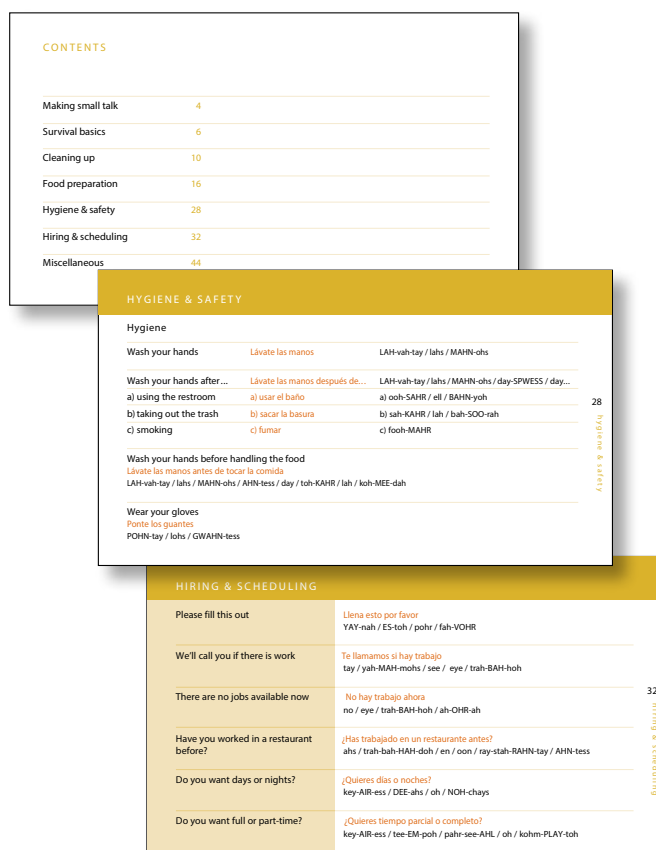 CONTENTS
Making small talk 4
Survival basics 6
Cleaning up 10
Food preparation 16
Hygiene & safety 28
Hiring & scheduling 32
Miscellaneous 44
HYGIENE & SAFETY
Hygiene
Wash your hands Lávate las manos LAH-vah-tay / lahs / MAHN-ohs
Wash your hands after... Lávate las manos después de... LAH-vah-tay / lahs / MAHN-ohs / day-SPWESS / day...
a) using the restroom a) usar el baño a) ooh-SAHR / ell / BAHN-yoh
b) taking out the trash b) sacar la basura b) sah-KAHR / lah / bah-SOO-rah
c) smoking c) fumar c) fooh-MAHR
Wash your hands before handling the food
Lávate las manos antes de tocar la comida
LAH-vah-tay / lahs / MAHN-ohs / AHN-tess / day / toh-KAHR / lah / koh-MEE-dah
Wear your gloves
Ponte los guantes
POHN-tay / lohs / GWAHN-tess
28
hygiene & safety
HIRING & SCHEDULING
Please fill this out Llena esto por favor
YAY-nah / ES-toh / pohr / fah-VOHR
We'll call you if there is work Te llamamos si hay trabajo
tay / yah-MAH-mohs / see / eye / trah-BAH-hoh
There are no jobs available now No hay trabajo ahora
no / eye / trah-BAH-hoh / ah-OHR-ah
Have you worked in a restaurant ¿Has trabajado en un restaurante antes?
before? ahs / trah-bah-HAH-doh / en / oon / ray-stah-RAHN-tay / AHN-tess
Do you want days or nights? ¿Quieres días o noches?
key-AIR-ess / DEE-ahs / oh / NOH-chays
Do you want full or part-time? ¿Quieres tiempo parcial o completo?
key-AIR-ess / tee-EM-poh / pahr-see-AHL / oh / kohm-PLAY-toh
32
hiring & scheduling